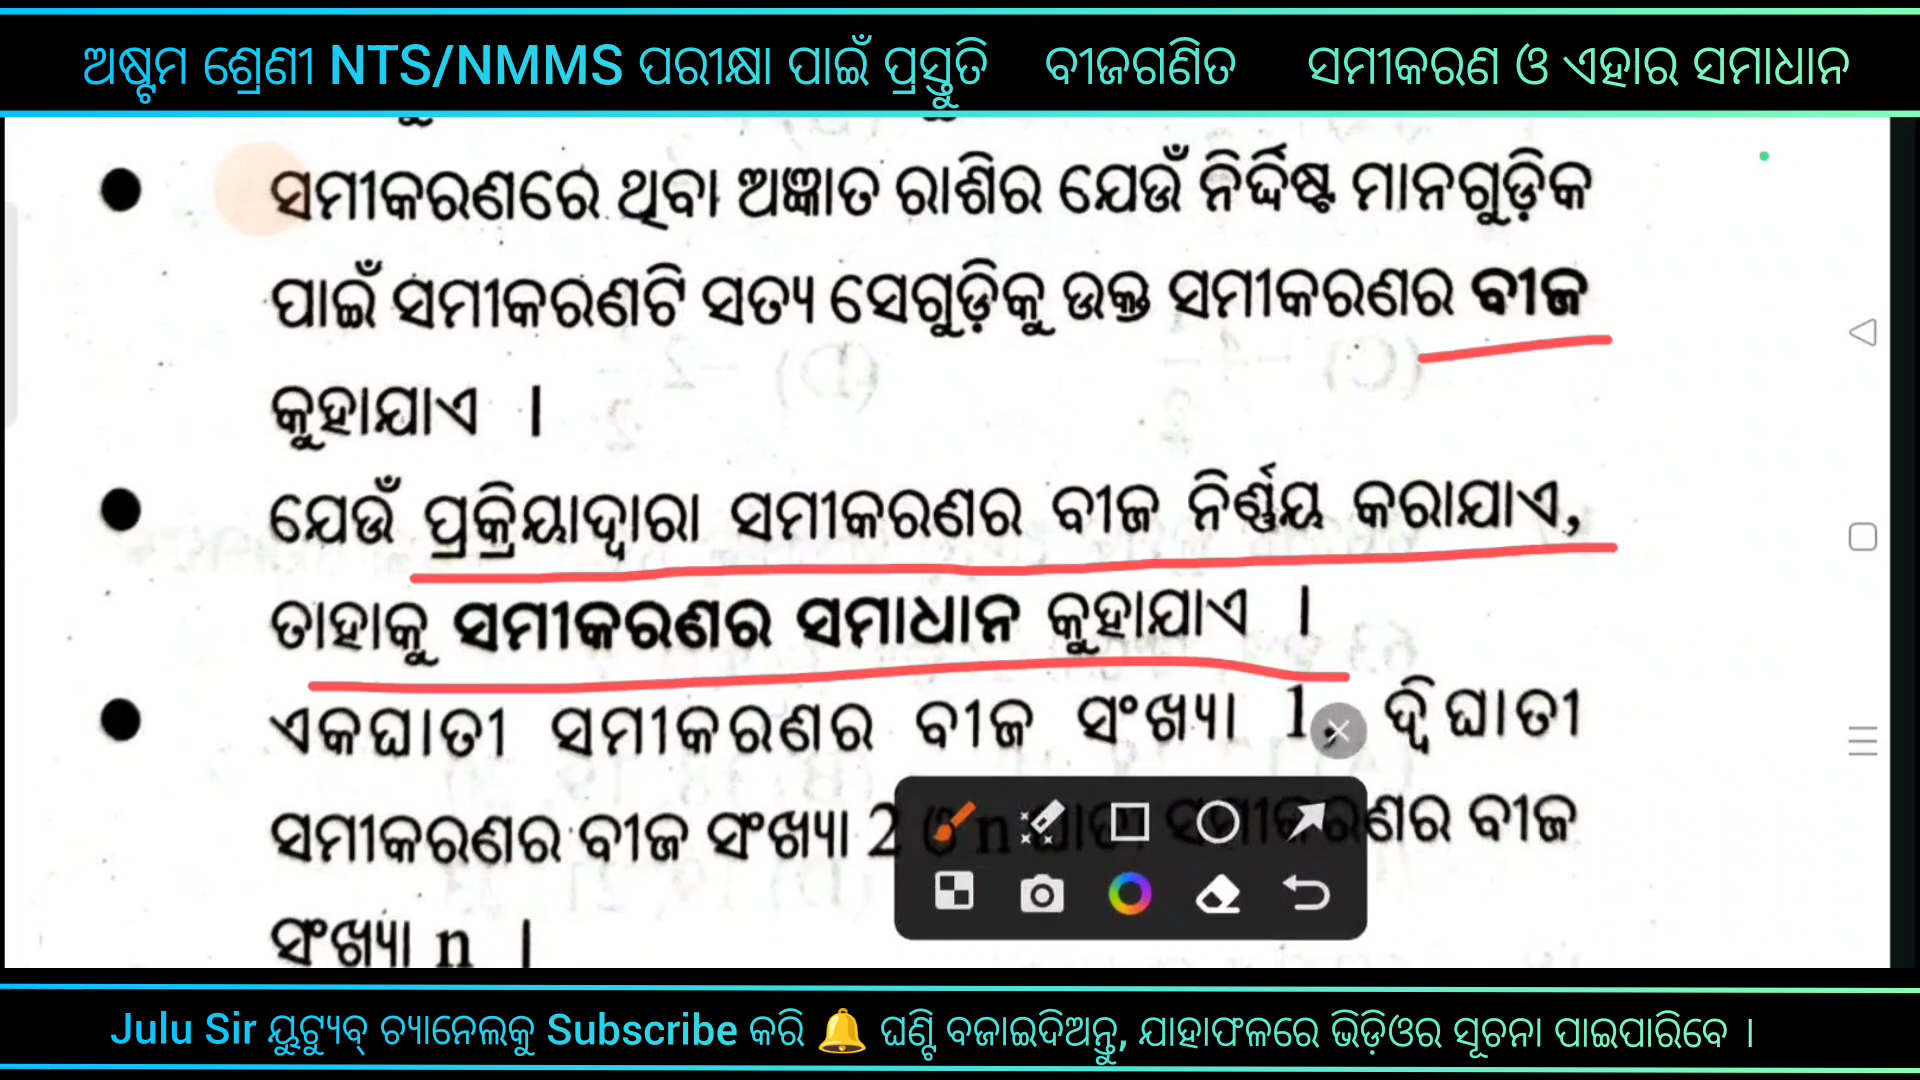 ଅଷ୍ଟମ ଶ୍ରେଣୀ NTS/NMMS ପରୀକ୍ଷା ପାଇଁ ପ୍ରସ୍ତୁତି ବୀଜଗଣିତ ସମୀକରଣ ଓ ଏହାର ସମାଧାନ
● ସମୀକରଣରେ ଥିବା ଅଜ୍ଞାତ ରାଶିର ଯେଉଁ ନିର୍ଦ୍ଦିଷ୍ଟ ମାନଗୁଡ଼ିକ
ପାଇଁ ସମୀକରଣଟି ସତ୍ୟ ସେଗୁଡ଼ିକୁ ଉକ୍ତ ସମୀକରଣର ବୀଜ
କୁହାଯାଏ ।
● ଯେଉଁ ପ୍ରକ୍ରିୟାଦ୍ୱାରା ସମୀକରଣର ବୀଜ ନିର୍ଣ୍ଣୟ କରାଯାଏ,
ତାହାକୁ ସମୀକରଣର ସମାଧାନ କୁହାଯାଏ ।
● ଏକଘାତୀ ସମୀକରଣର ବୀଜ ସଂଖ୍ୟା 1, ଦ୍ୱିଘାତୀ
ସମୀକରଣର ବୀଜ ସଂଖ୍ୟା 2 ଓ n ଘାତୀ ସମୀକରଣର ବୀଜ
ସଂଖ୍ୟା n ।
Julu Sir ୟୁଟ୍ୟୁବ୍ ଚ୍ୟାନେଲକୁ Subscribe କରି 🔔 ଘଣ୍ଟି ବଜାଇଦିଅନ୍ତୁ, ଯାହାଫଳରେ ଭିଡ଼ିଓର ସୂଚନା ପାଇପାରିବେ ।